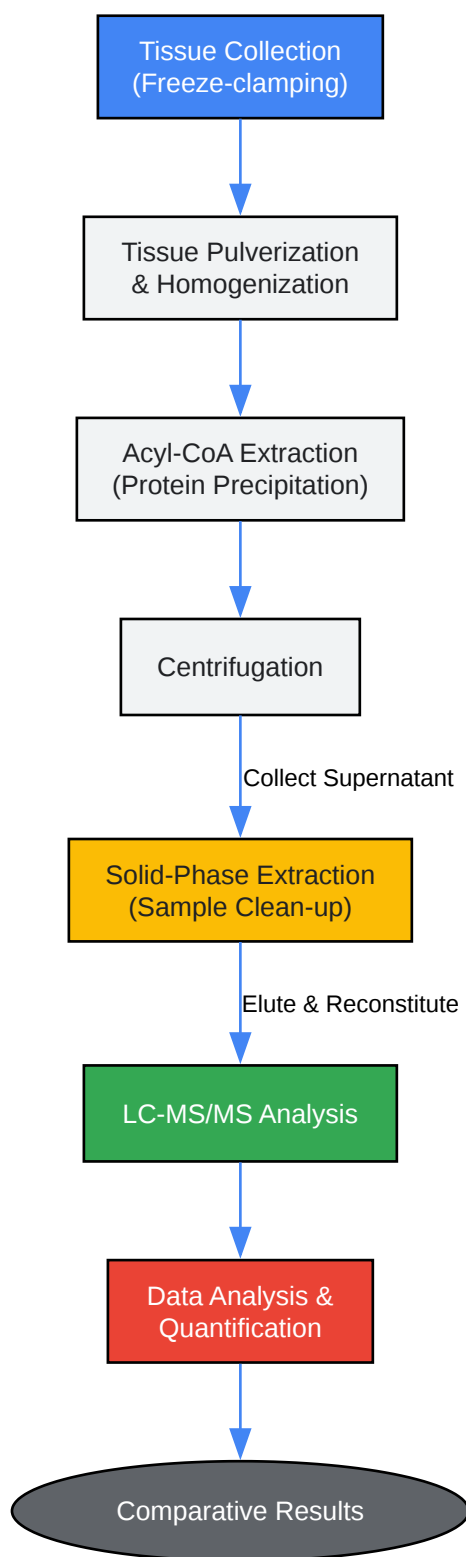 Tissue Collection
(Freeze-clamping)
Tissue Pulverization
& Homogenization
Acyl-CoA Extraction
(Protein Precipitation)
Centrifugation
Collect Supernatant
Solid-Phase Extraction
(Sample Clean-up)
Elute & Reconstitute
LC-MS/MS Analysis
Data Analysis &
Quantification
Comparative Results